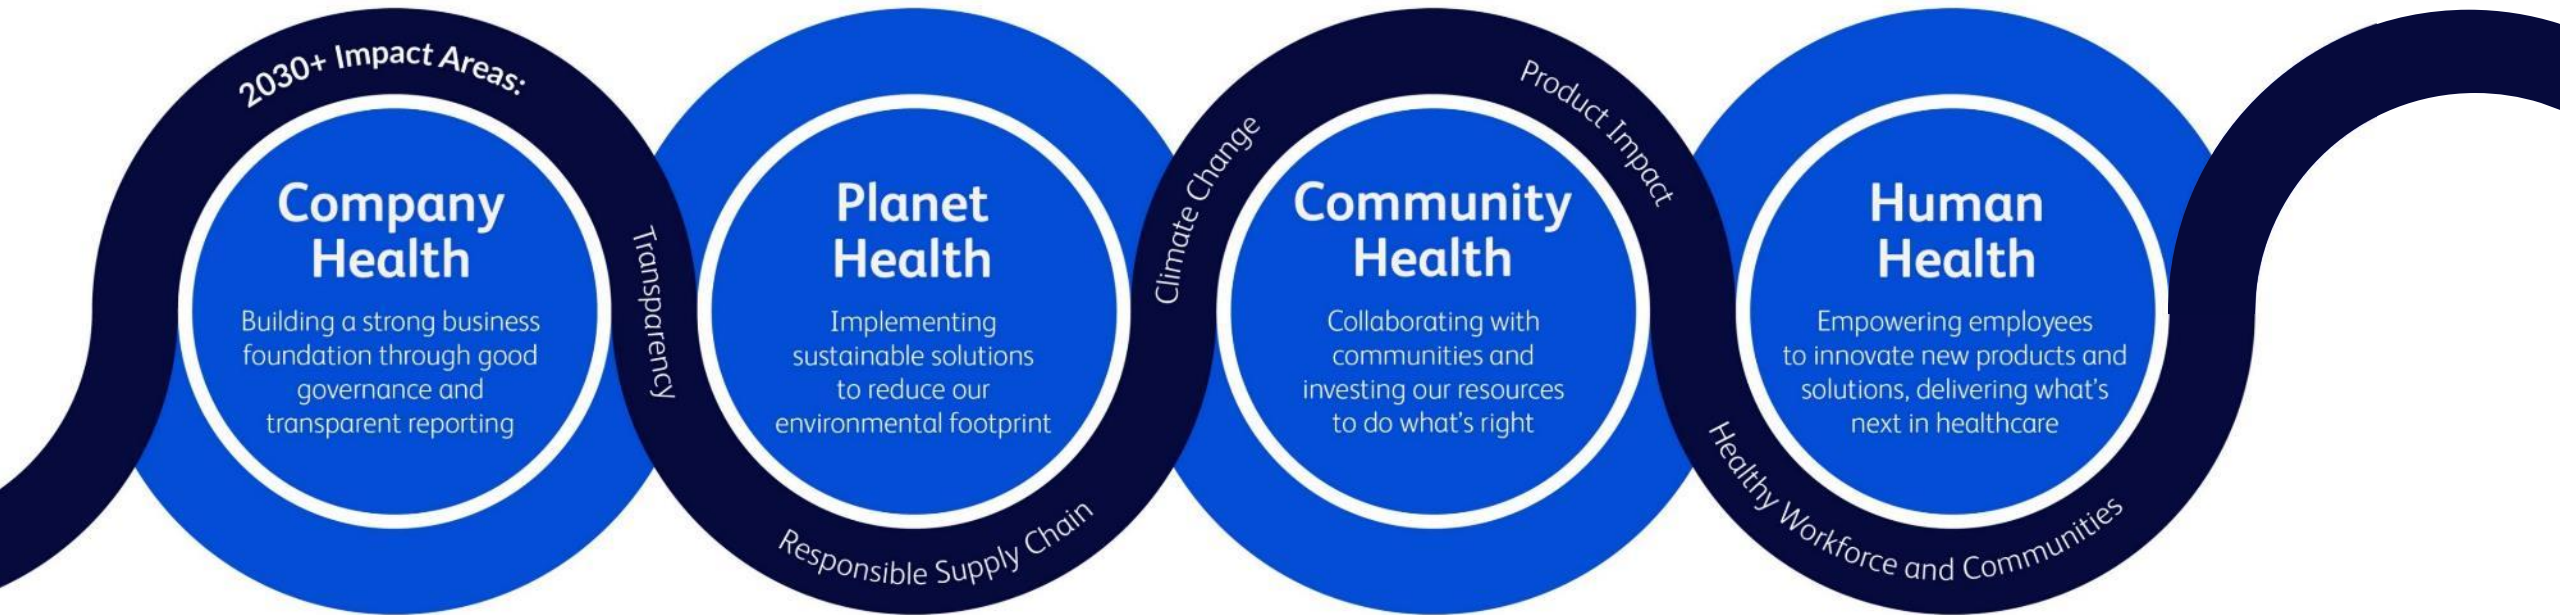 2030+ Impact Areas:
Company
Health
Building a strong business
foundation through good
governance and
transparent reporting
Transparency
Planet
Health
Implementing
sustainable solutions
to reduce our
environmental footprint
Responsible Supply Chain
Climate Change
Community
Health
Collaborating with
communities and
investing our resources
to do what's right
Product Impact
Human
Health
Empowering employees
to innovate new products and
solutions, delivering what's
next in healthcare
Healthy Workforce and Communities